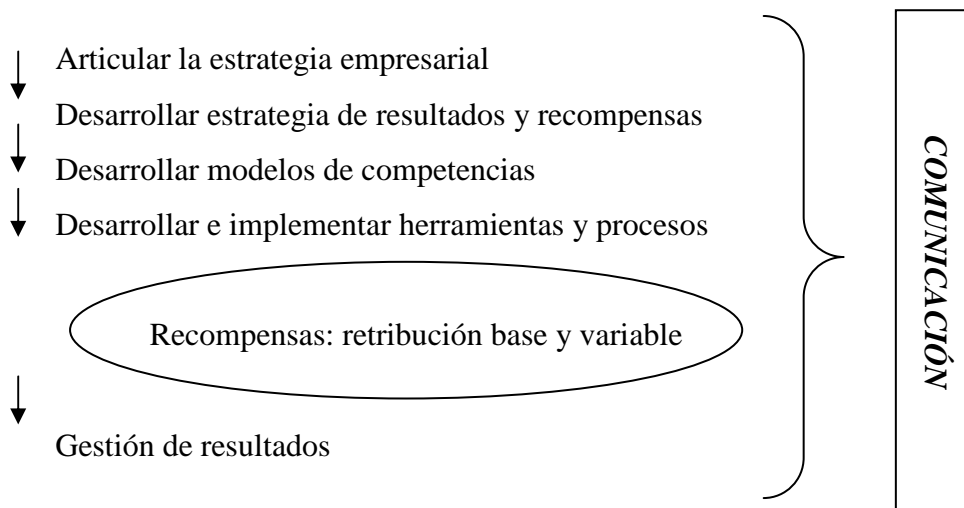 Articular la estrategia empresarial
Desarrollar estrategia de resultados y recompensas
Desarrollar modelos de competencias
Desarrollar e implementar herramientas y procesos
Recompensas: retribución base y variable
Gestión de resultados
COMUNICACIÓN